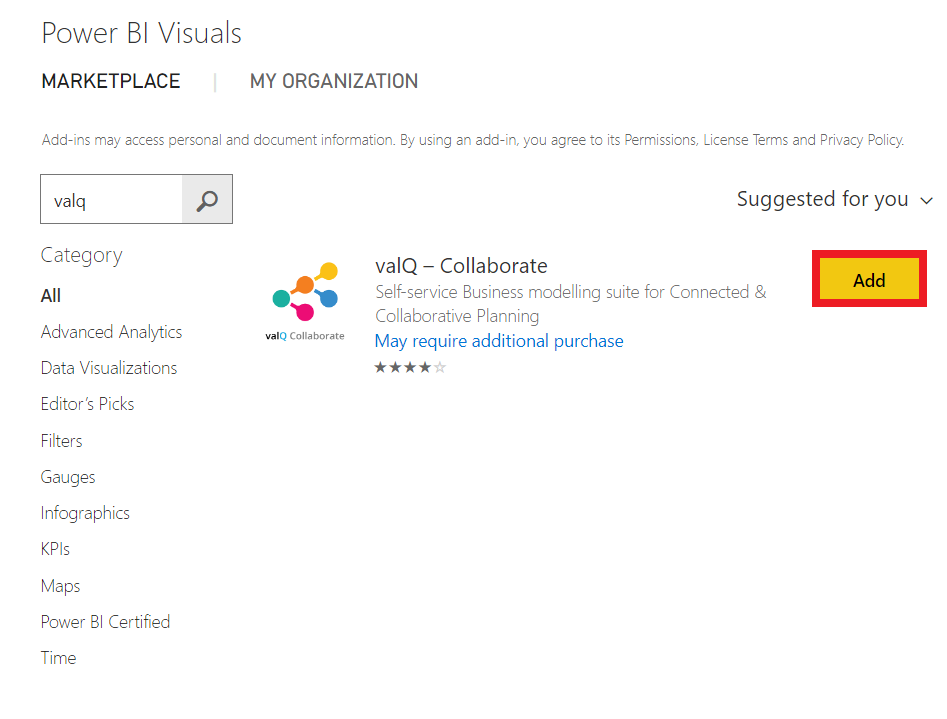 Power BI Visuals
MARKETPLACE | MY ORGANIZATION
Add-ins may access personal and document information. By using an add-in, you agree to its Permissions, License Terms and Privacy Policy.
valq
Suggested for you
Category
All
Advanced Analytics
Data Visualizations
Editor's Picks
Filters
Gauges
Infographics
KPIs
Maps
Power BI Certified
Time
valQ Collaborate
valQ – Collaborate
Self-service Business modelling suite for Connected &
Collaborative Planning
May require additional purchase
Add